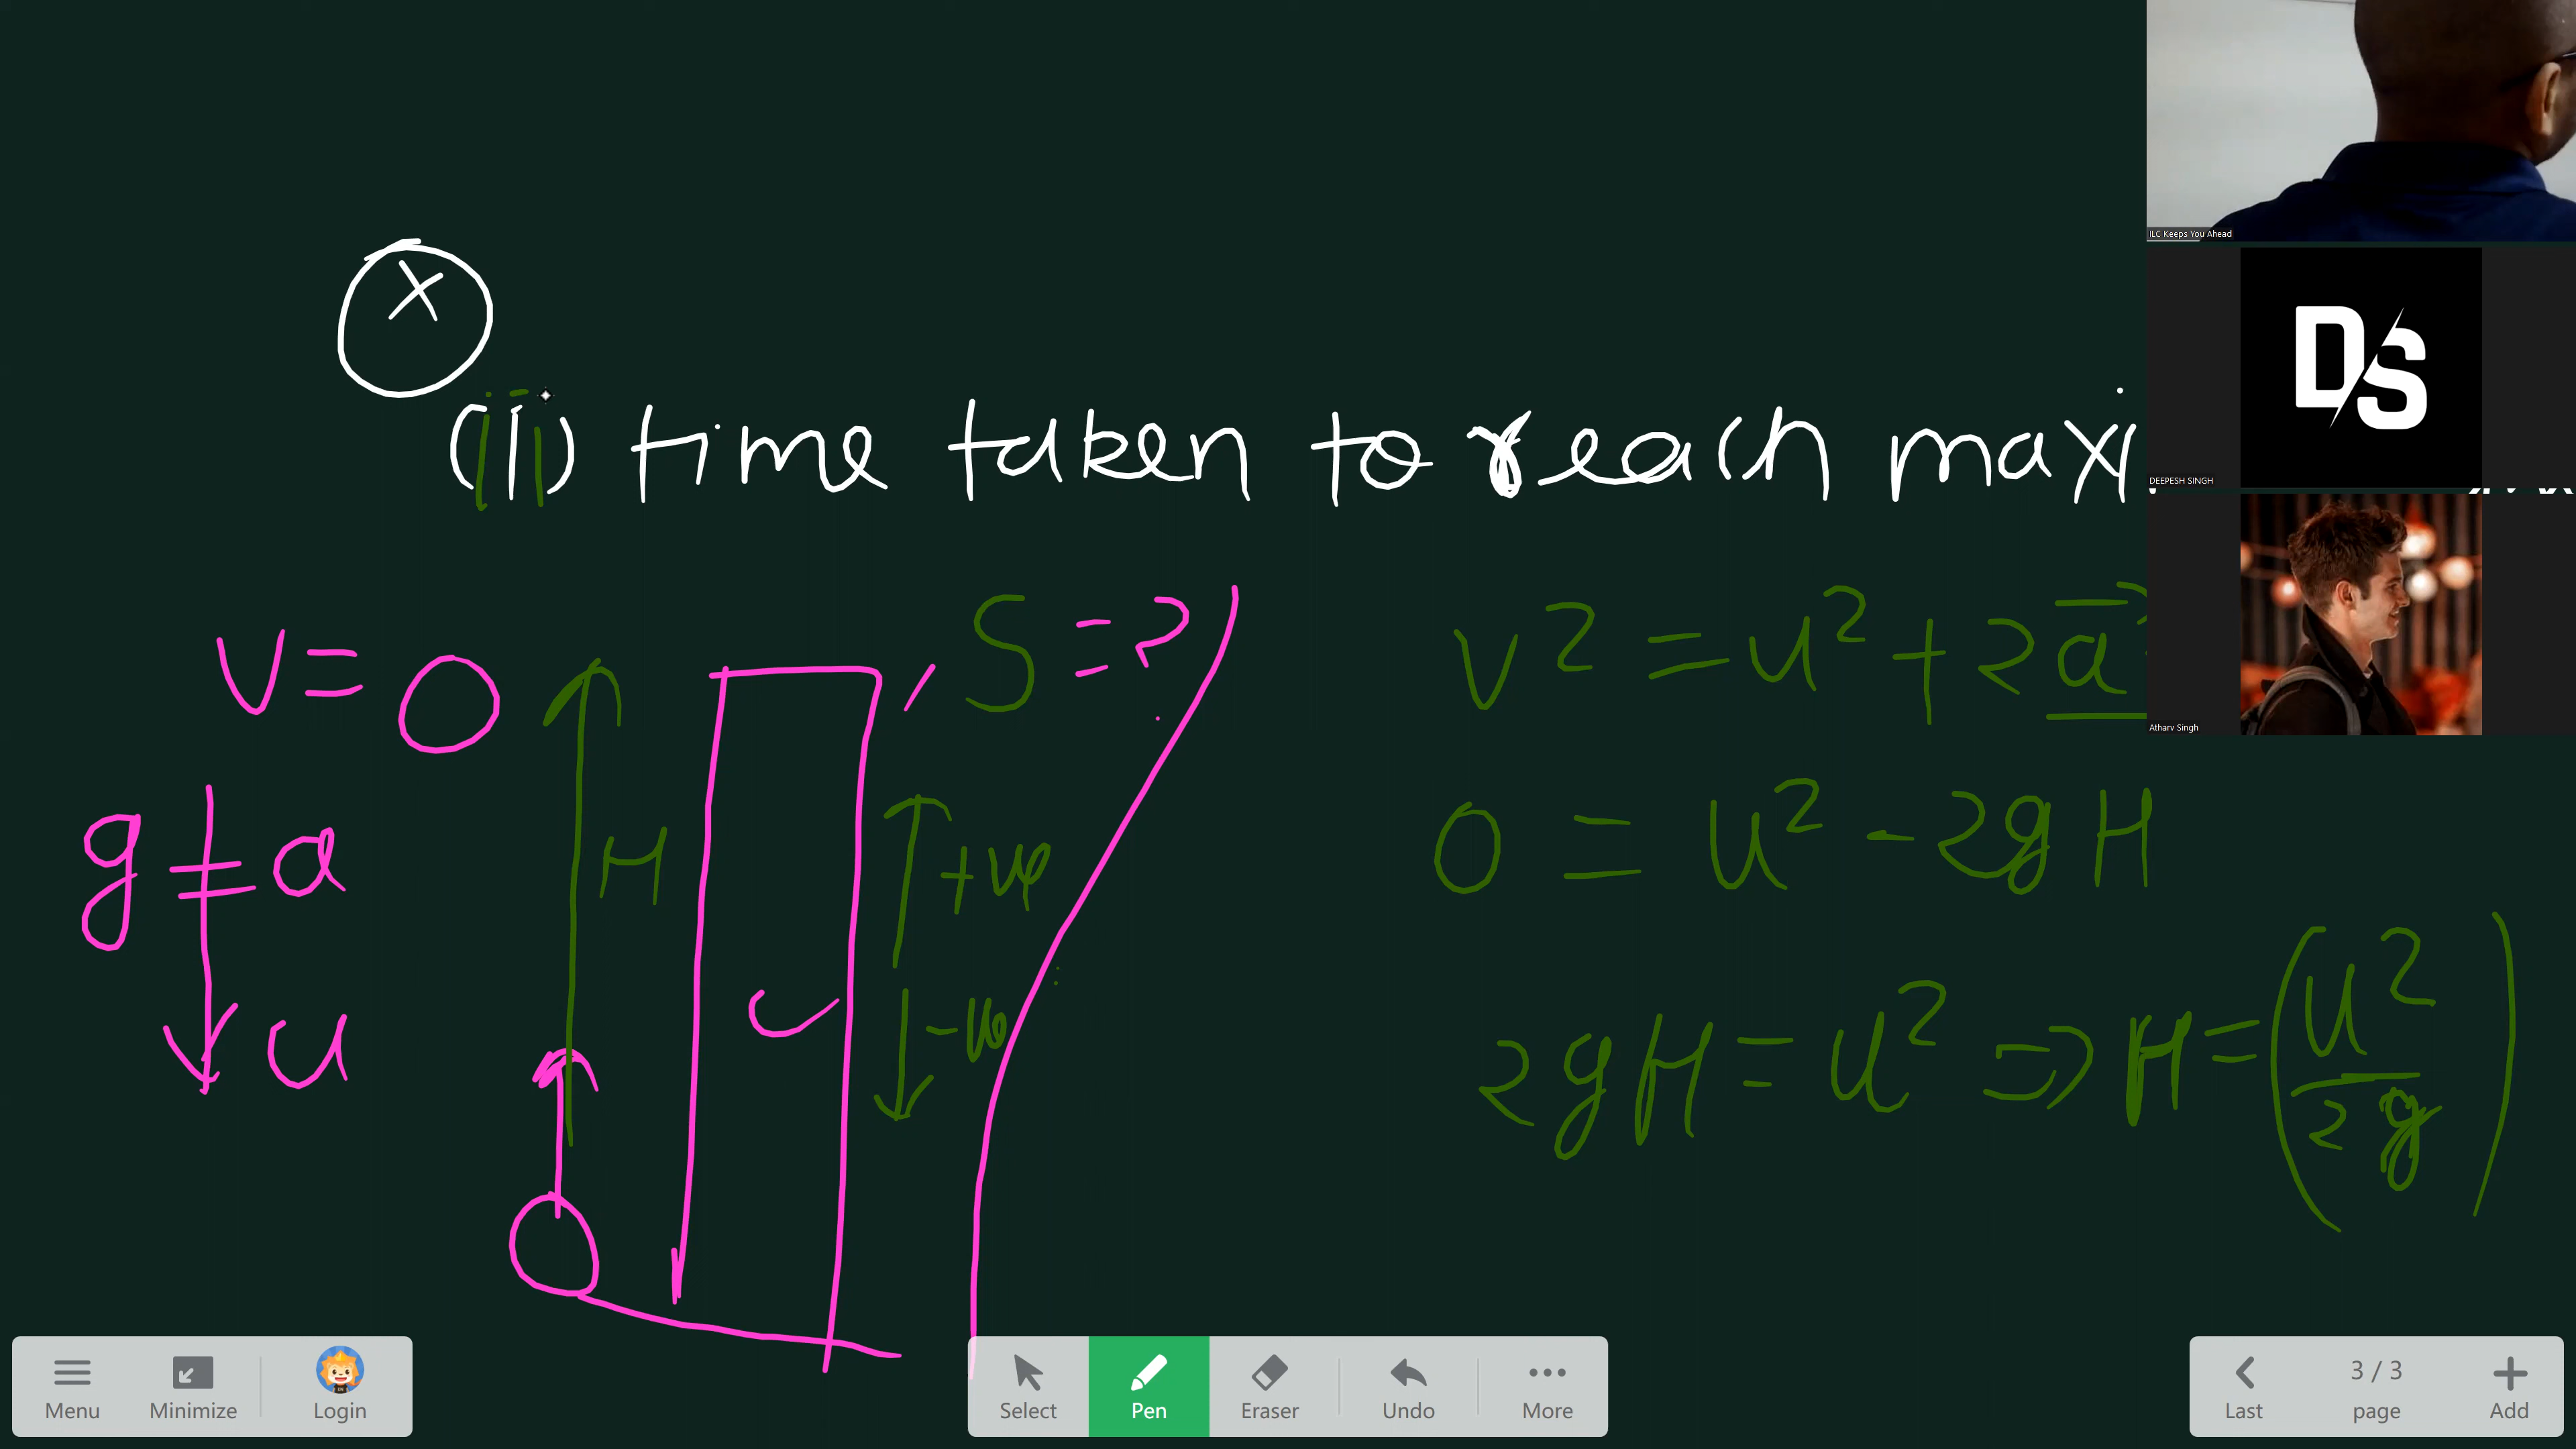 ILC Keeps You Ahead
X
(iii) time taken to reach maxi
DS
DEEPESH SINGH
V = 0
, S = ?
v² = u² + 2a
Atharv Singh
g = a
H
+ve
0 = u² - 2gH
u
-ve
2gH = u² ⇒ H = (u²/2g)
Menu
Minimize
Login
Select
Pen
Eraser
Undo
More
Last
3 / 3
page
Add